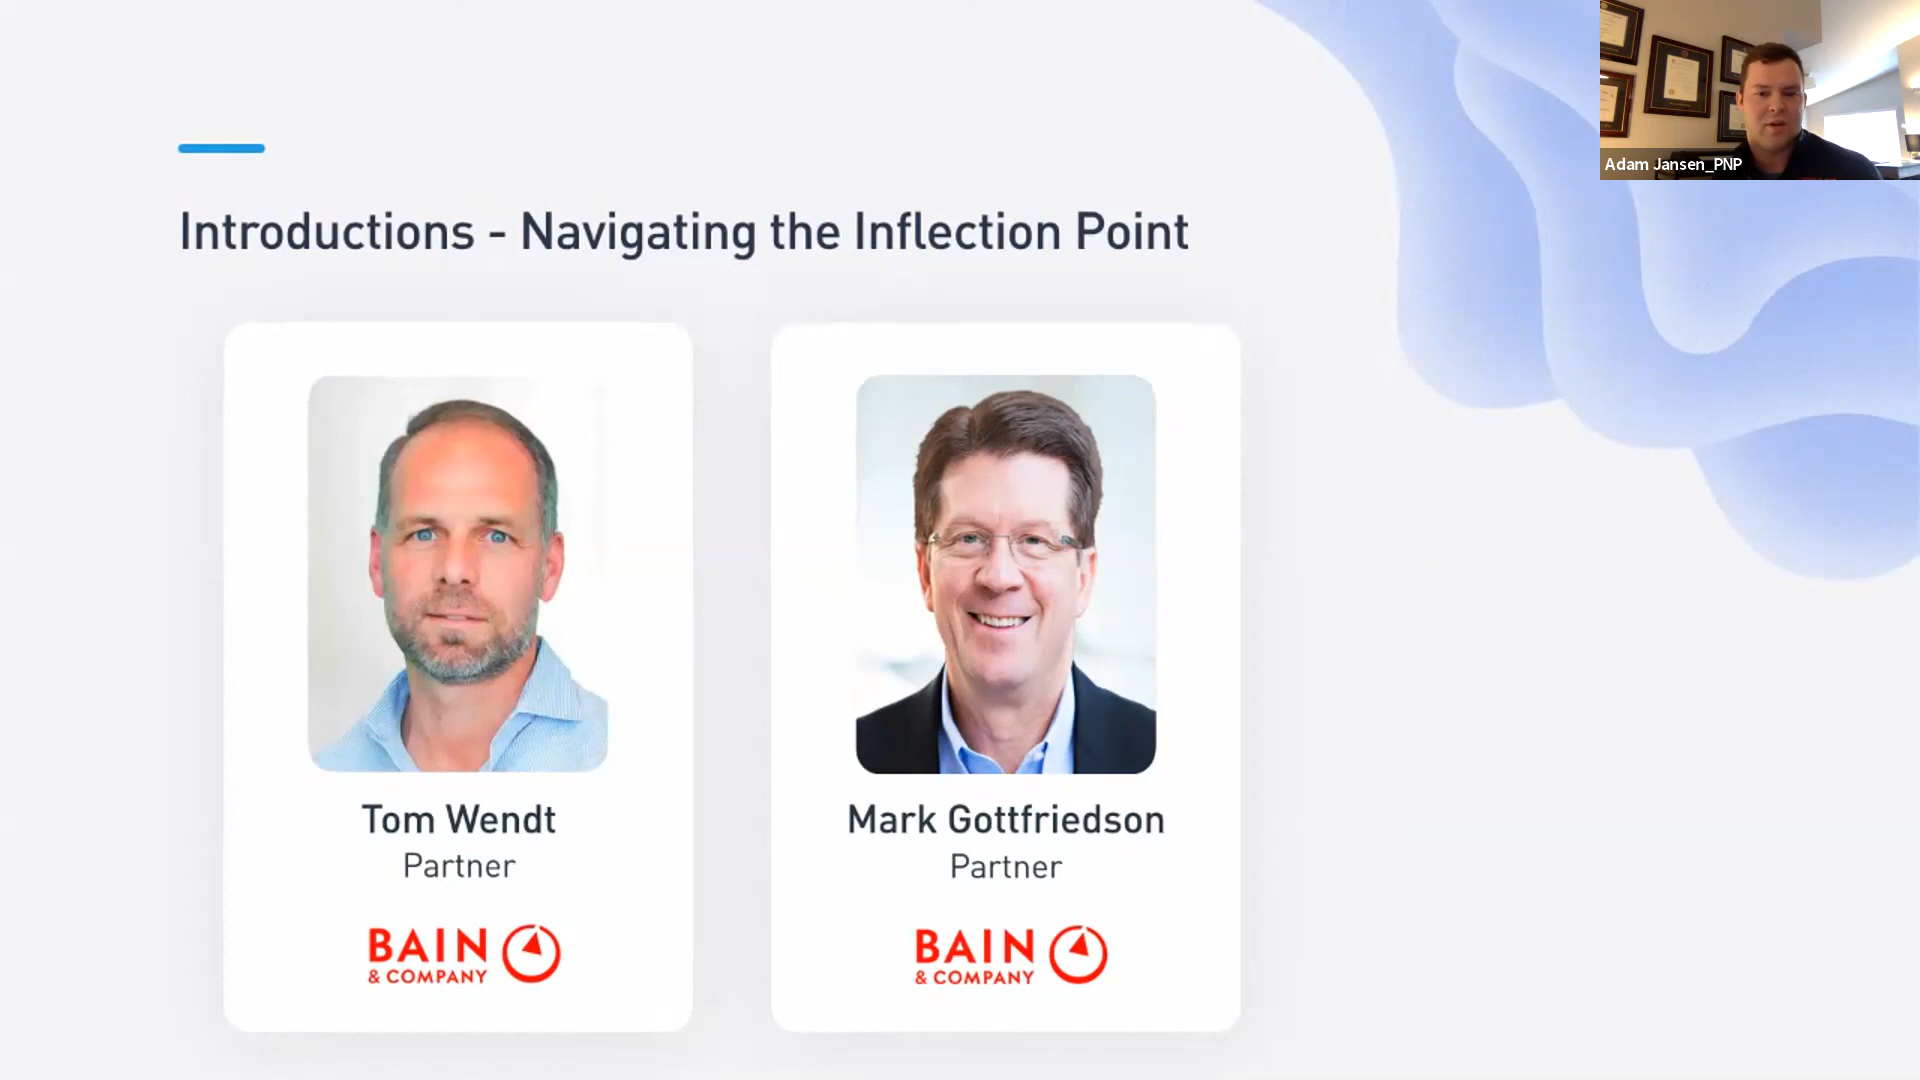 Adam Jansen_PNP
Introductions - Navigating the Inflection Point
Tom Wendt
Partner
BAIN
& COMPANY
Mark Gottfriedson
Partner
BAIN
& COMPANY